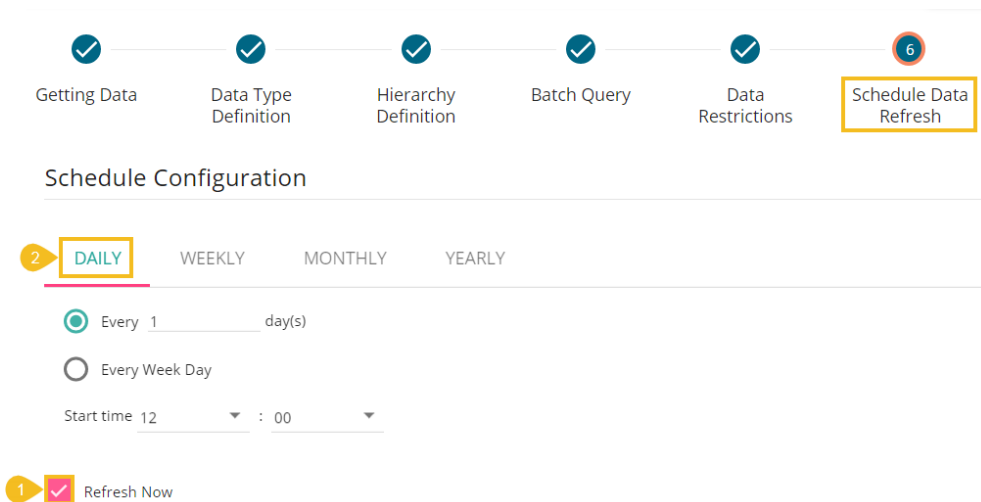 6
Getting Data
Data Type
Definition
Hierarchy
Definition
Batch Query
Data
Restrictions
Schedule Data
Refresh
Schedule Configuration
2 DAILY WEEKLY MONTHLY YEARLY
Every 1 day(s)
Every Week Day
Start time 12 : 00
1 Refresh Now